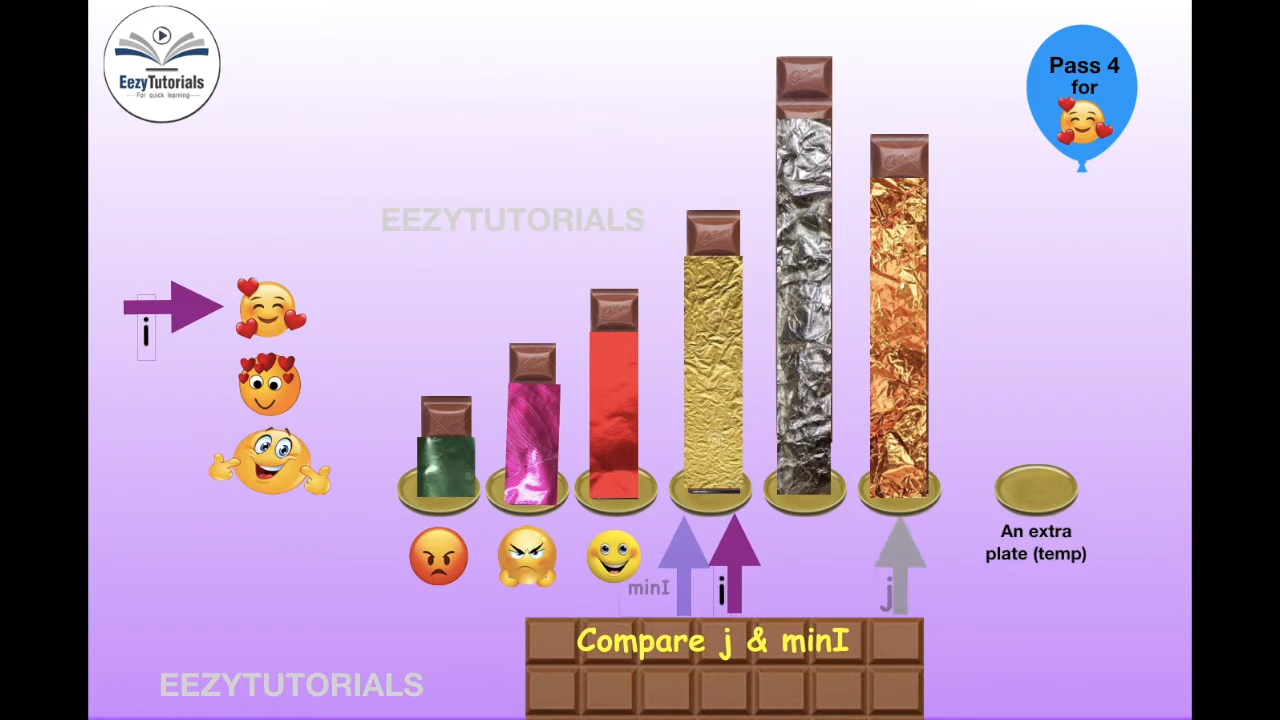 EezyTutorials
For quick learning
Pass 4
for
EEZYTUTORIALS
i
An extra
plate (temp)
minI
i
j
Compare j & minI
EEZYTUTORIALS